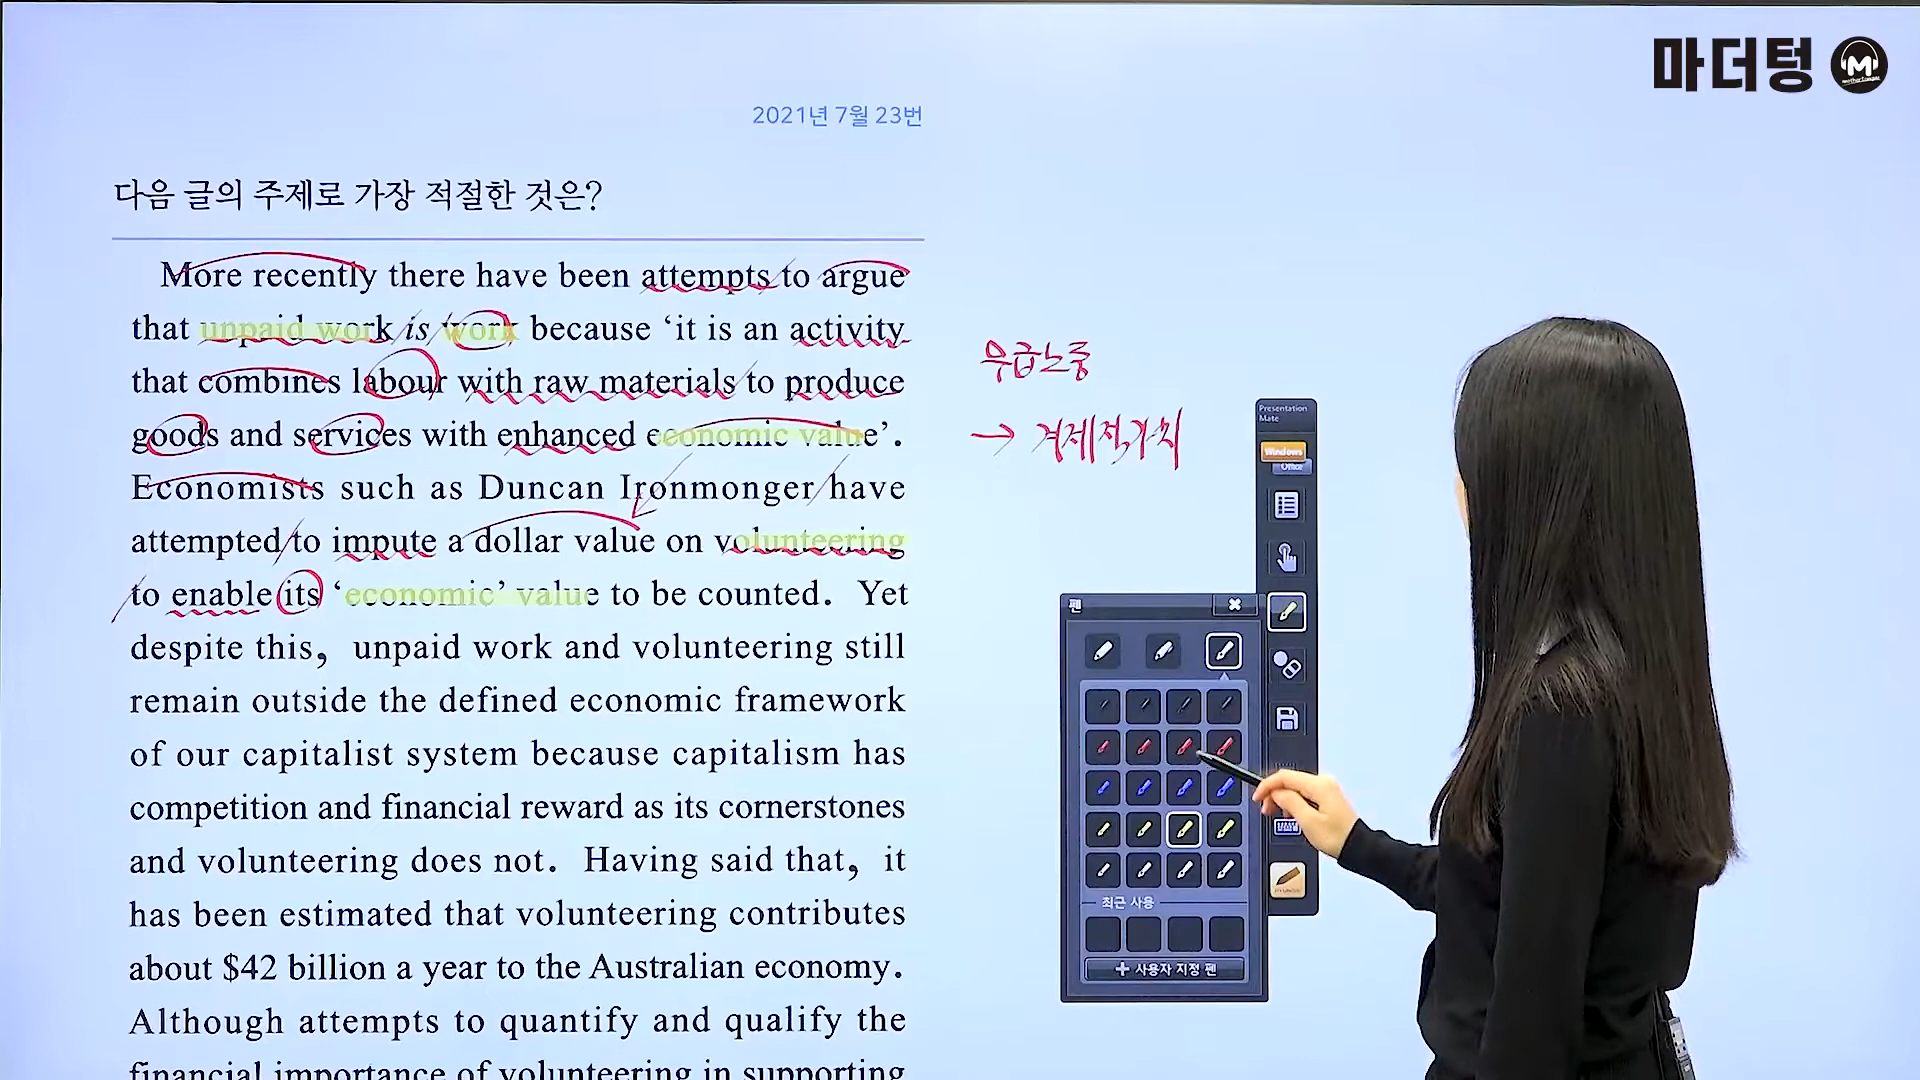 마더텅
2021년 7월 23번
다음 글의 주제로 가장 적절한 것은?
More recently there have been attempts to argue
that unpaid work is work because ‘it is an activity
that combines labour with raw materials to produce
goods and services with enhanced economic value’.
Economists such as Duncan Ironmonger have
attempted to impute a dollar value on volunteering
to enable its ‘economic’ value to be counted. Yet
despite this, unpaid work and volunteering still
remain outside the defined economic framework
of our capitalist system because capitalism has
competition and financial reward as its cornerstones
and volunteering does not. Having said that, it
has been estimated that volunteering contributes
about $42 billion a year to the Australian economy.
Although attempts to quantify and qualify the
financial importance of volunteering in supporting
무급노동
→ 경제적가치
Presentation
Mate
Windows
Office
펜
최근 사용
+ 사용자 지정 펜